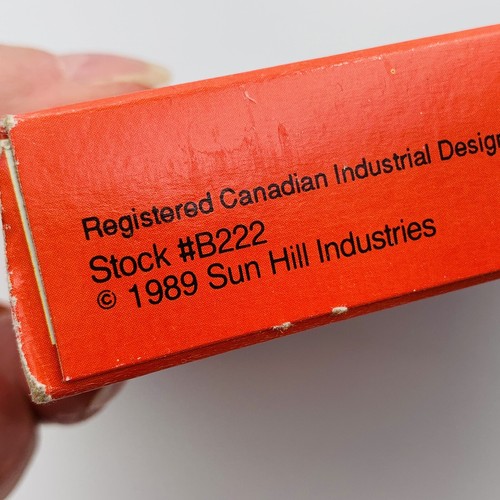 Registered Canadian Industrial Design
Stock #B222
© 1989 Sun Hill Industries